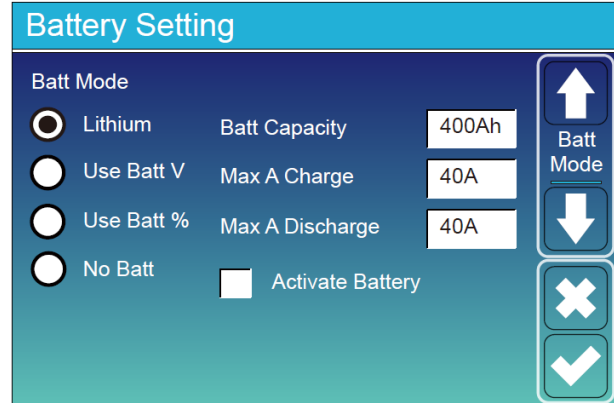 Battery Setting
Batt Mode
Lithium
Batt Capacity
400Ah
Use Batt V
Max A Charge
40A
Use Batt %
Max A Discharge
40A
No Batt
Activate Battery
Batt
Mode